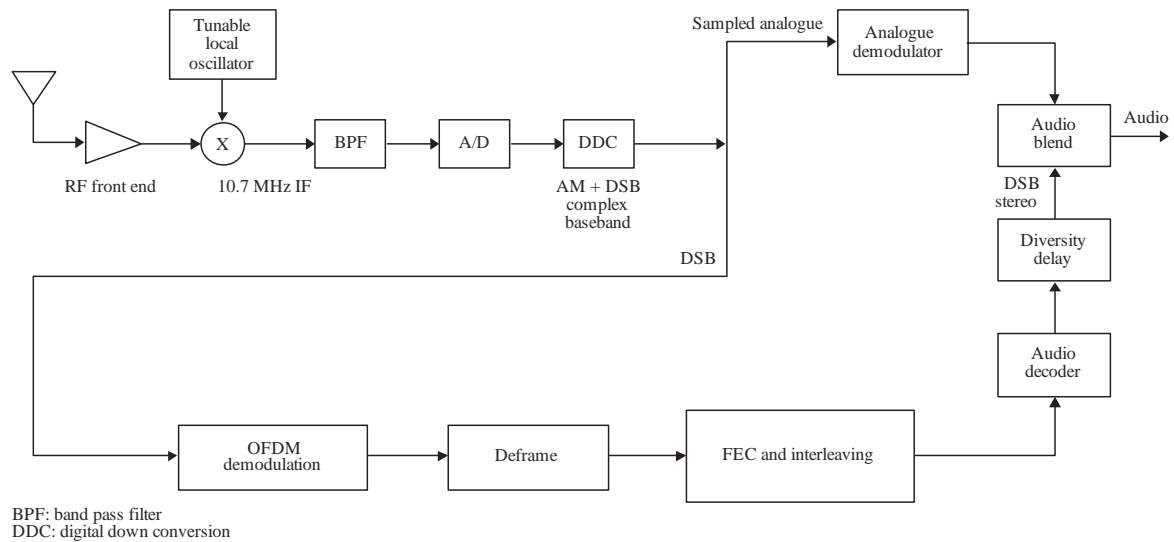 Tunable
local
oscillator
Sampled analogue
Analogue
demodulator
X
BPF
A/D
DDC
Audio
blend
Audio
RF front end
10.7 MHz IF
AM + DSB
complex
baseband
DSB
stereo
DSB
Diversity
delay
Audio
decoder
OFDM
demodulation
Deframe
FEC and interleaving
BPF: band pass filter
DDC: digital down conversion